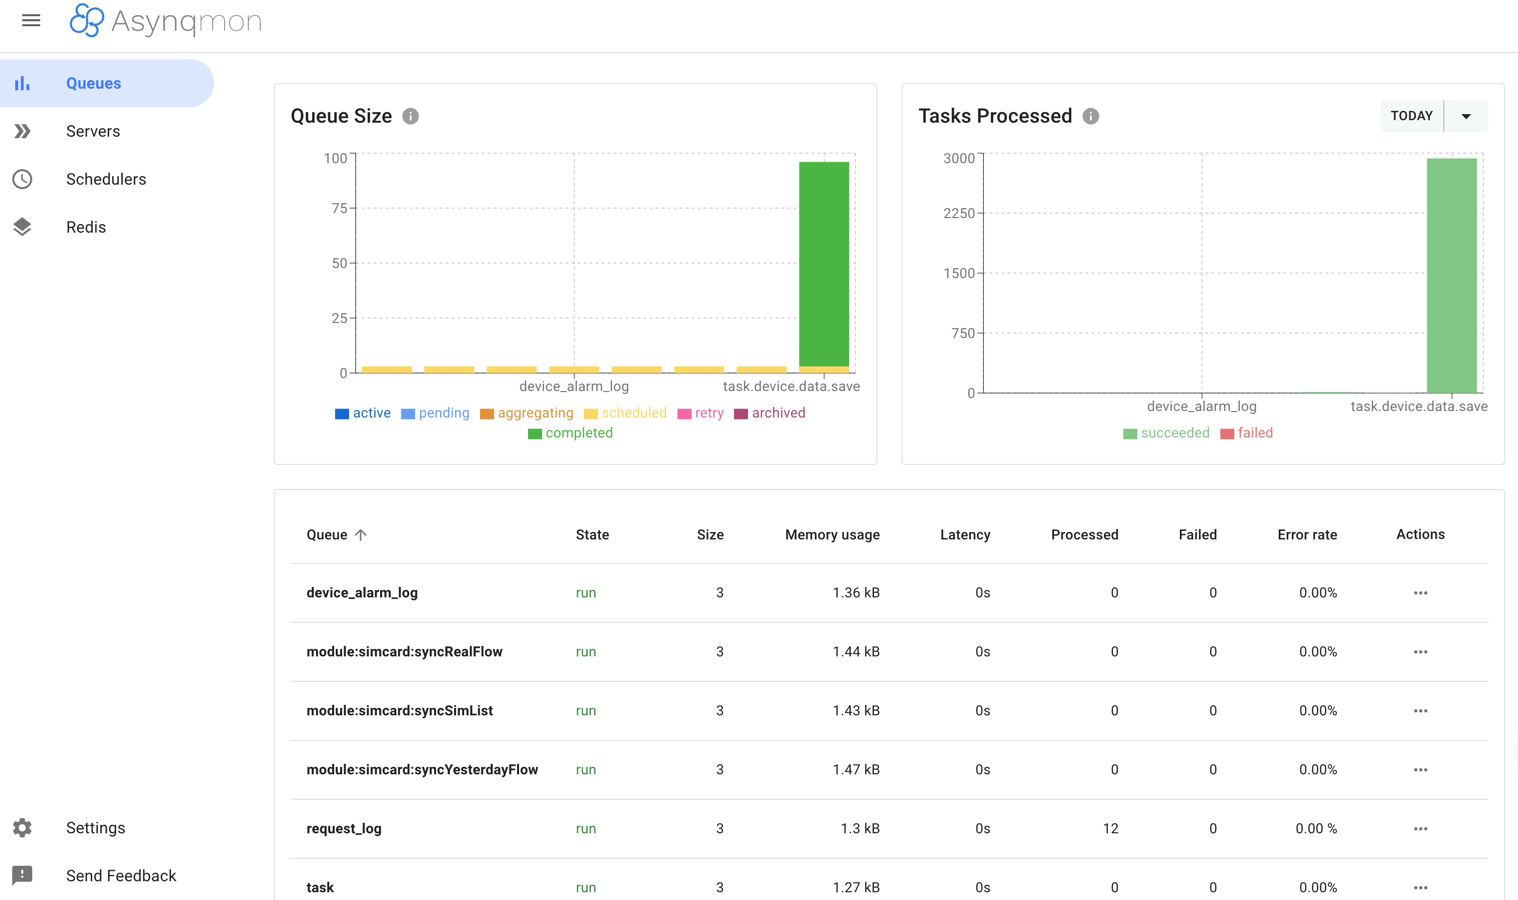 Asynqmon
Queues
Servers
Schedulers
Redis
Settings
Send Feedback
Queue Size
100
75
50
25
0
device_alarm_log task.device.data.save
active pending aggregating scheduled retry archived
completed
Tasks Processed
TODAY
3000
2250
1500
750
0
device_alarm_log task.device.data.save
succeeded failed
Queue State Size Memory usage Latency Processed Failed Error rate Actions
device_alarm_log run 3 1.36 kB 0s 0 0 0.00%
module:simcard:syncRealFlow run 3 1.44 kB 0s 0 0 0.00%
module:simcard:syncSimList run 3 1.43 kB 0s 0 0 0.00%
module:simcard:syncYesterdayFlow run 3 1.47 kB 0s 0 0 0.00%
request_log run 3 1.3 kB 0s 12 0 0.00 %
task run 3 1.27 kB 0s 0 0 0.00%